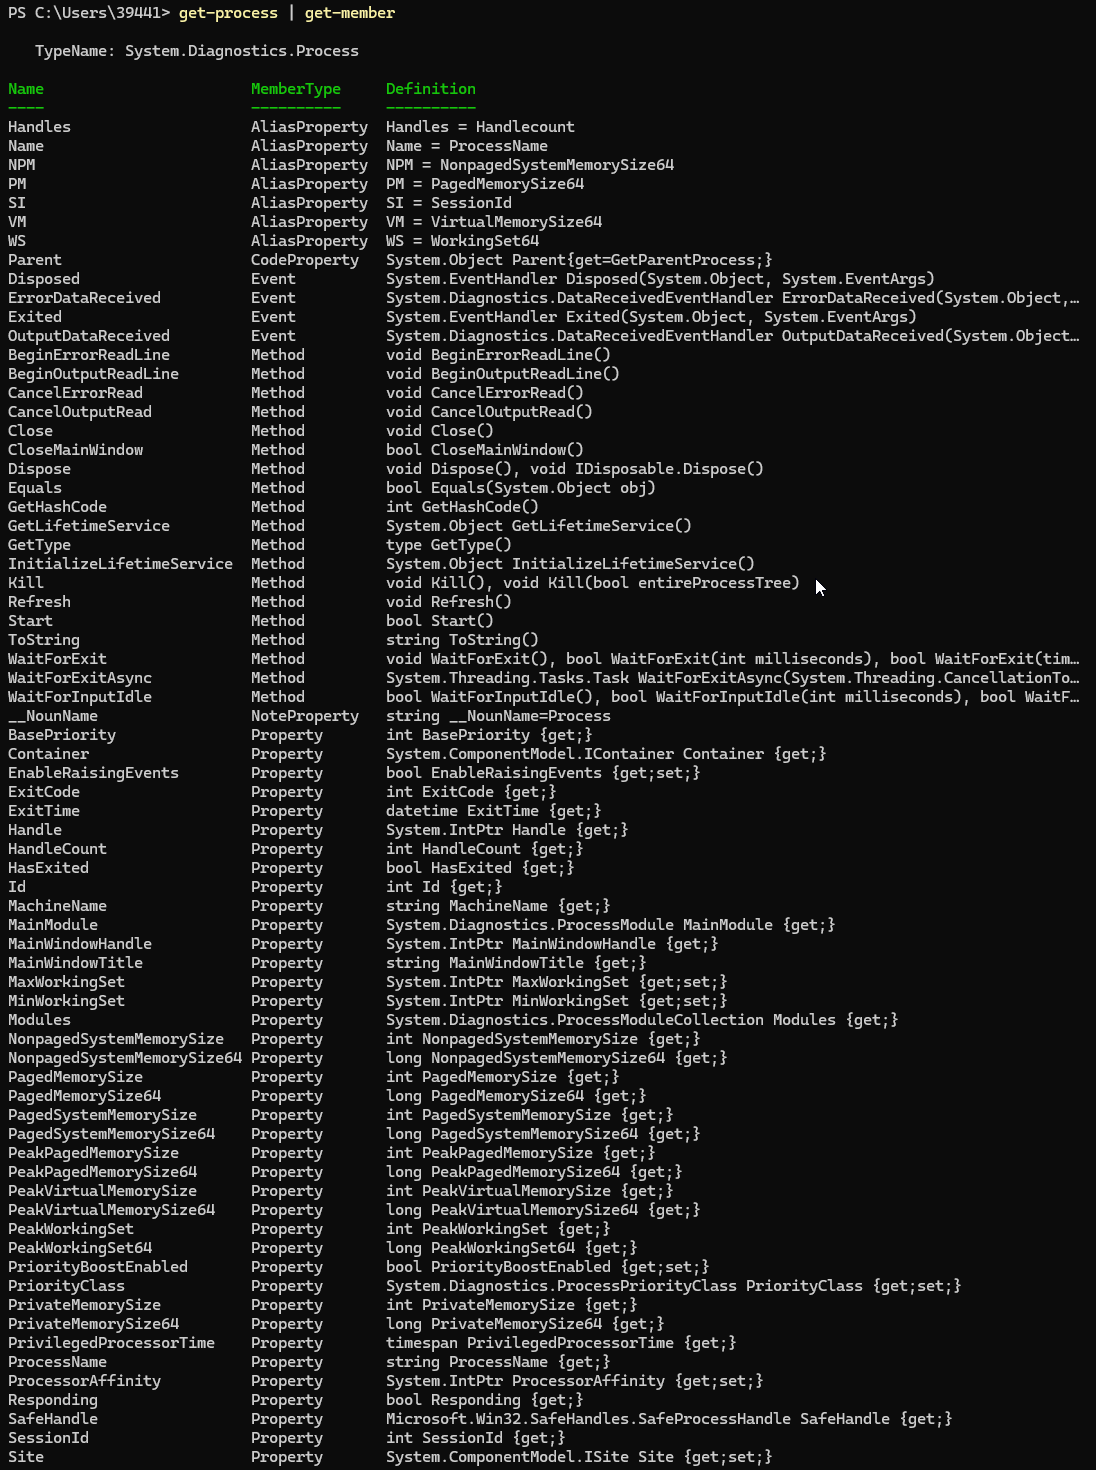 PS C:\Users\39441> get-process | get-member
TypeName: System.Diagnostics.Process
Name MemberType Definition
---- ---------- ----------
Handles AliasProperty Handles = Handlecount
Name AliasProperty Name = ProcessName
NPM AliasProperty NPM = NonpagedSystemMemorySize64
PM AliasProperty PM = PagedMemorySize64
SI AliasProperty SI = SessionId
VM AliasProperty VM = VirtualMemorySize64
WS AliasProperty WS = WorkingSet64
Parent CodeProperty System.Object Parent{get=GetParentProcess;}
Disposed Event System.EventHandler Disposed(System.Object, System.EventArgs)
ErrorDataReceived Event System.Diagnostics.DataReceivedEventHandler ErrorDataReceived(System.Object,…
Exited Event System.EventHandler Exited(System.Object, System.EventArgs)
OutputDataReceived Event System.Diagnostics.DataReceivedEventHandler OutputDataReceived(System.Object…
BeginErrorReadLine Method void BeginErrorReadLine()
BeginOutputReadLine Method void BeginOutputReadLine()
CancelErrorRead Method void CancelErrorRead()
CancelOutputRead Method void CancelOutputRead()
Close Method void Close()
CloseMainWindow Method bool CloseMainWindow()
Dispose Method void Dispose(), void IDisposable.Dispose()
Equals Method bool Equals(System.Object obj)
GetHashCode Method int GetHashCode()
GetLifetimeService Method System.Object GetLifetimeService()
GetType Method type GetType()
InitializeLifetimeService Method System.Object InitializeLifetimeService()
Kill Method void Kill(), void Kill(bool entireProcessTree)
Refresh Method void Refresh()
Start Method bool Start()
ToString Method string ToString()
WaitForExit Method void WaitForExit(), bool WaitForExit(int milliseconds), bool WaitForExit(tim…
WaitForExitAsync Method System.Threading.Tasks.Task WaitForExitAsync(System.Threading.CancellationTo…
WaitForInputIdle Method bool WaitForInputIdle(), bool WaitForInputIdle(int milliseconds), bool WaitF…
__NounName NoteProperty string __NounName=Process
BasePriority Property int BasePriority {get;}
Container Property System.ComponentModel.IContainer Container {get;}
EnableRaisingEvents Property bool EnableRaisingEvents {get;set;}
ExitCode Property int ExitCode {get;}
ExitTime Property datetime ExitTime {get;}
Handle Property System.IntPtr Handle {get;}
HandleCount Property int HandleCount {get;}
HasExited Property bool HasExited {get;}
Id Property int Id {get;}
MachineName Property string MachineName {get;}
MainModule Property System.Diagnostics.ProcessModule MainModule {get;}
MainWindowHandle Property System.IntPtr MainWindowHandle {get;}
MainWindowTitle Property string MainWindowTitle {get;}
MaxWorkingSet Property System.IntPtr MaxWorkingSet {get;set;}
MinWorkingSet Property System.IntPtr MinWorkingSet {get;set;}
Modules Property System.Diagnostics.ProcessModuleCollection Modules {get;}
NonpagedSystemMemorySize Property int NonpagedSystemMemorySize {get;}
NonpagedSystemMemorySize64 Property long NonpagedSystemMemorySize64 {get;}
PagedMemorySize Property int PagedMemorySize {get;}
PagedMemorySize64 Property long PagedMemorySize64 {get;}
PagedSystemMemorySize Property int PagedSystemMemorySize {get;}
PagedSystemMemorySize64 Property long PagedSystemMemorySize64 {get;}
PeakPagedMemorySize Property int PeakPagedMemorySize {get;}
PeakPagedMemorySize64 Property long PeakPagedMemorySize64 {get;}
PeakVirtualMemorySize Property int PeakVirtualMemorySize {get;}
PeakVirtualMemorySize64 Property long PeakVirtualMemorySize64 {get;}
PeakWorkingSet Property int PeakWorkingSet {get;}
PeakWorkingSet64 Property long PeakWorkingSet64 {get;}
PriorityBoostEnabled Property bool PriorityBoostEnabled {get;set;}
PriorityClass Property System.Diagnostics.ProcessPriorityClass PriorityClass {get;set;}
PrivateMemorySize Property int PrivateMemorySize {get;}
PrivateMemorySize64 Property long PrivateMemorySize64 {get;}
PrivilegedProcessorTime Property timespan PrivilegedProcessorTime {get;}
ProcessName Property string ProcessName {get;}
ProcessorAffinity Property System.IntPtr ProcessorAffinity {get;set;}
Responding Property bool Responding {get;}
SafeHandle Property Microsoft.Win32.SafeHandles.SafeProcessHandle SafeHandle {get;}
SessionId Property int SessionId {get;}
Site Property System.ComponentModel.ISite Site {get;set;}